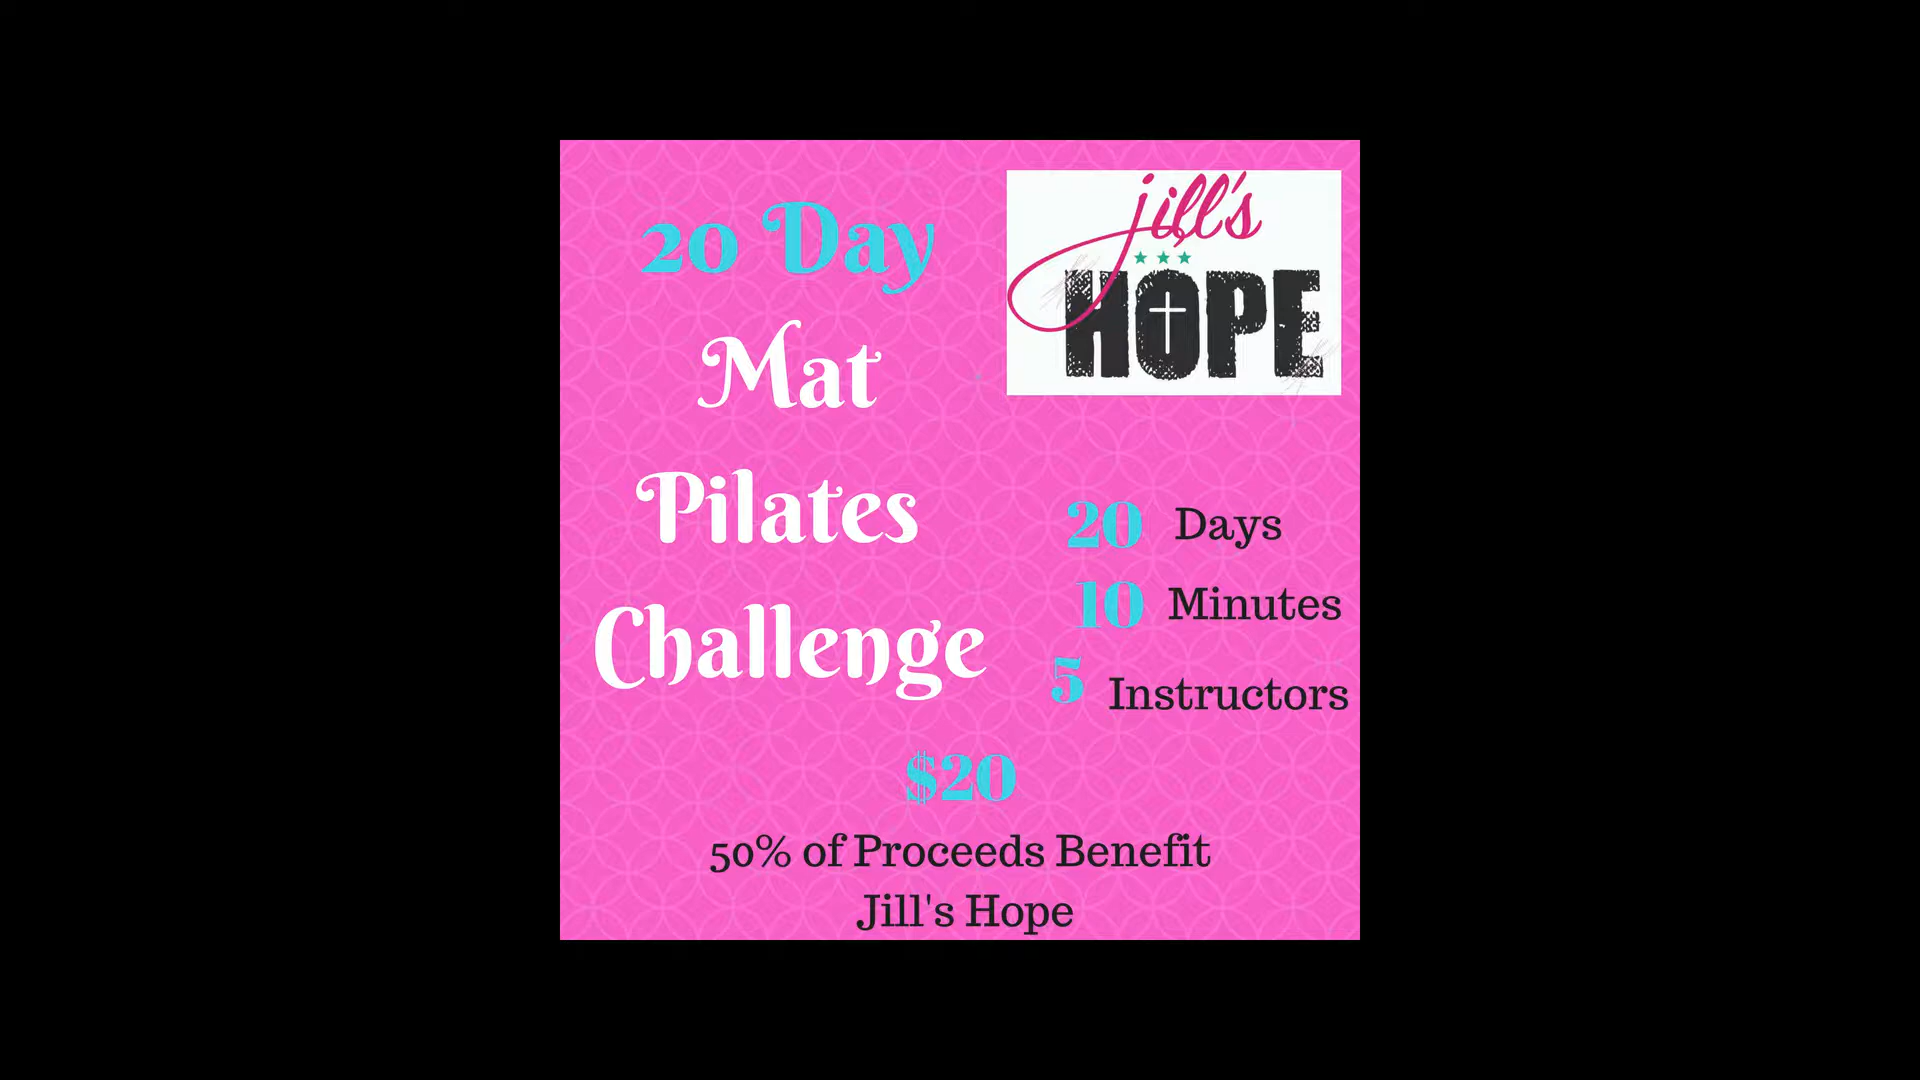 20 Day
Mat
Pilates
Challenge
jill's
HOPE
20 Days
10 Minutes
5 Instructors
$20
50% of Proceeds Benefit
Jill's Hope